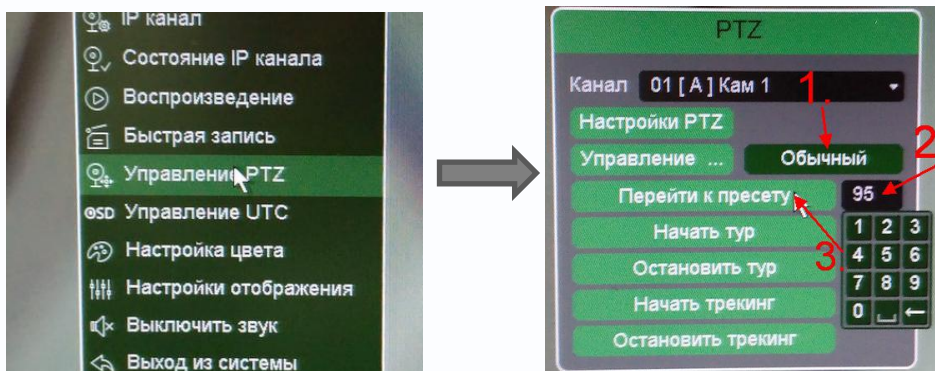 IP канал
Состояние IP канала
Воспроизведение
Быстрая запись
Управление PTZ
OSD Управление UTC
Настройка цвета
Настройки отображения
Выключить звук
Выход из системы
PTZ
Канал 01 [ A ] Кам 1
1.
Настройки PTZ
Управление ... Обычный
2
Перейти к пресету 95
3.
Начать тур
1 2 3
Остановить тур
4 5 6
7 8 9
Начать трекинг
0
Остановить трекинг